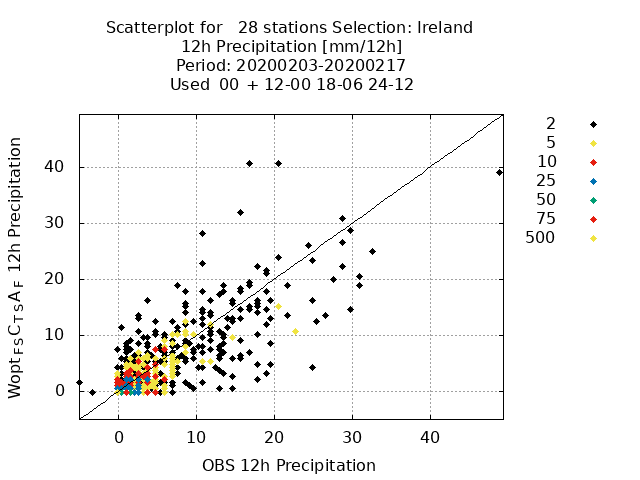 Scatterplot for   28 stations Selection: Ireland
12h Precipitation [mm/12h]
Period: 20200203-20200217
Used  00 + 12-00 18-06 24-12
2
5
10
25
50
75
500
40
30
20
10
0
0
10
20
30
40
Wopt FS C TS A F 12h Precipitation
OBS 12h Precipitation